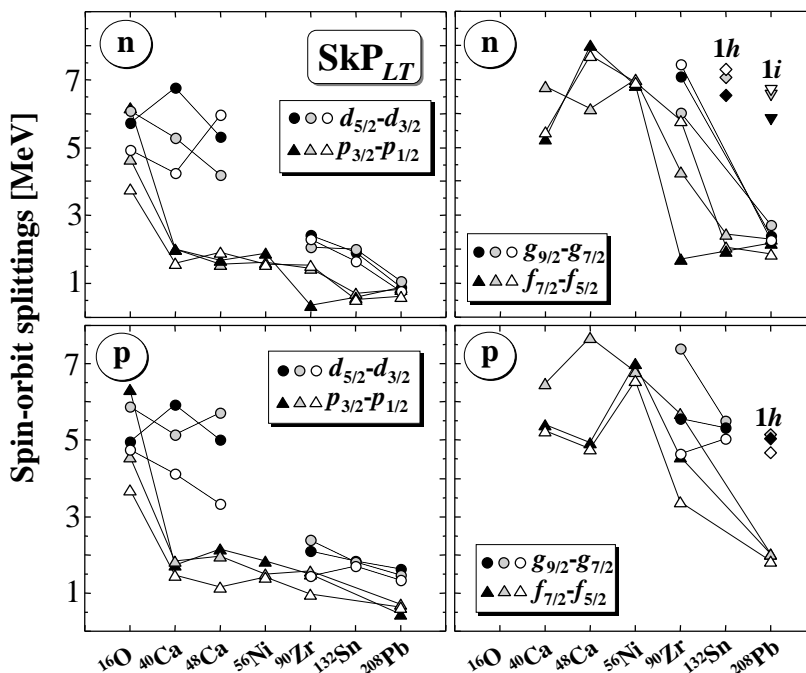 Spin-orbit splittings [MeV]
n
SkP_LT
7
5
3
1
d5/2-d3/2
p3/2-p1/2
n
1h
1i
g9/2-g7/2
f7/2-f5/2
p
7
5
3
1
d5/2-d3/2
p3/2-p1/2
p
1h
g9/2-g7/2
f7/2-f5/2
16O 40Ca 48Ca 56Ni 90Zr 132Sn 208Pb
16O 40Ca 48Ca 56Ni 90Zr 132Sn 208Pb